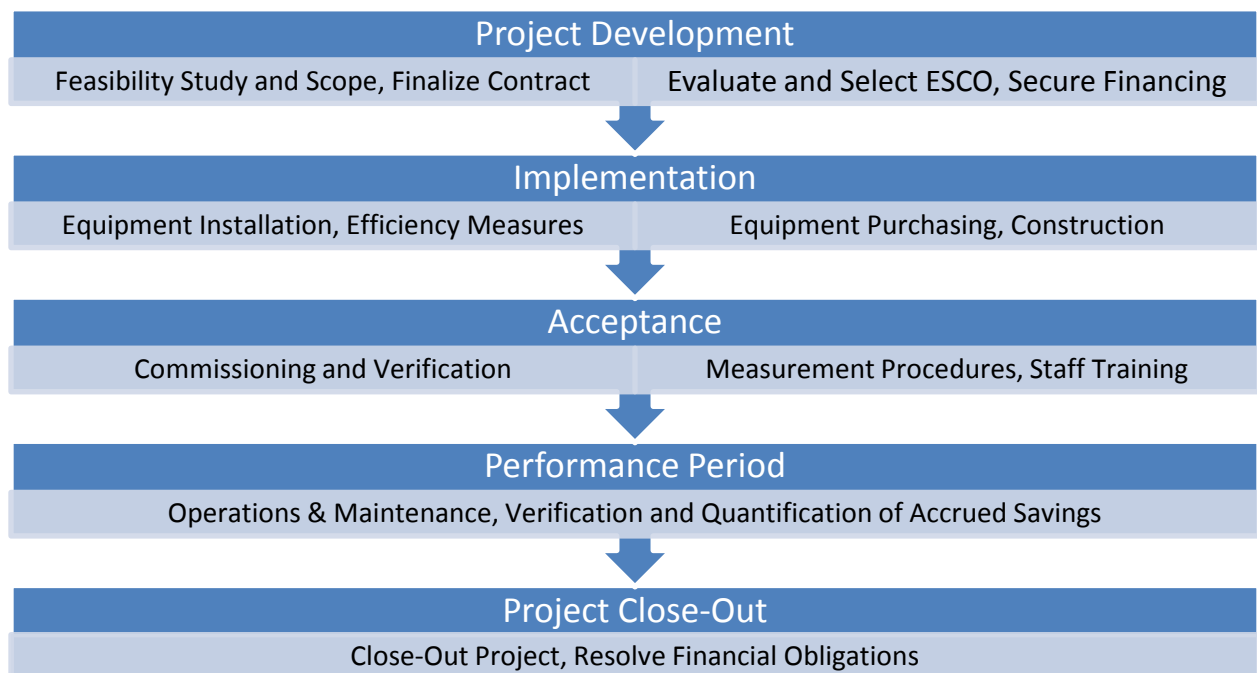 Project Development
Feasibility Study and Scope, Finalize Contract
Evaluate and Select ESCO, Secure Financing
Implementation
Equipment Installation, Efficiency Measures
Equipment Purchasing, Construction
Acceptance
Commissioning and Verification
Measurement Procedures, Staff Training
Performance Period
Operations & Maintenance, Verification and Quantification of Accrued Savings
Project Close-Out
Close-Out Project, Resolve Financial Obligations